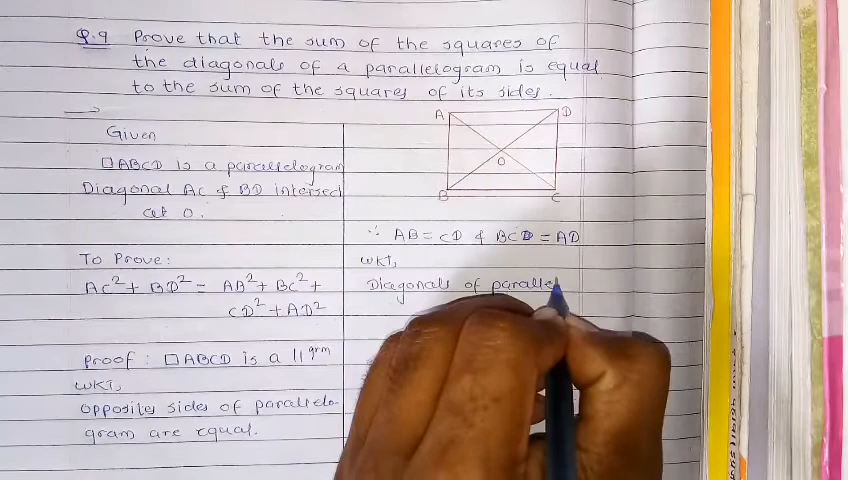 Q.9 Prove that the sum of the squares of
the diagonals of a parallelogram is equal
to the sum of the squares of its sides.
→
Given
□ABCD is a parallelogram
Diagonal AC & BD intersect
at O.
To Prove:
AC² + BD² = AB² + BC² +
CD² + AD²
Proof : □ABCD is a ||grm
WKT,
Opposites sides of parallelo-
gram are equal.
A D
O
B C
∴ AB = CD & BC = AD
WKT,
Diagonals of paralle